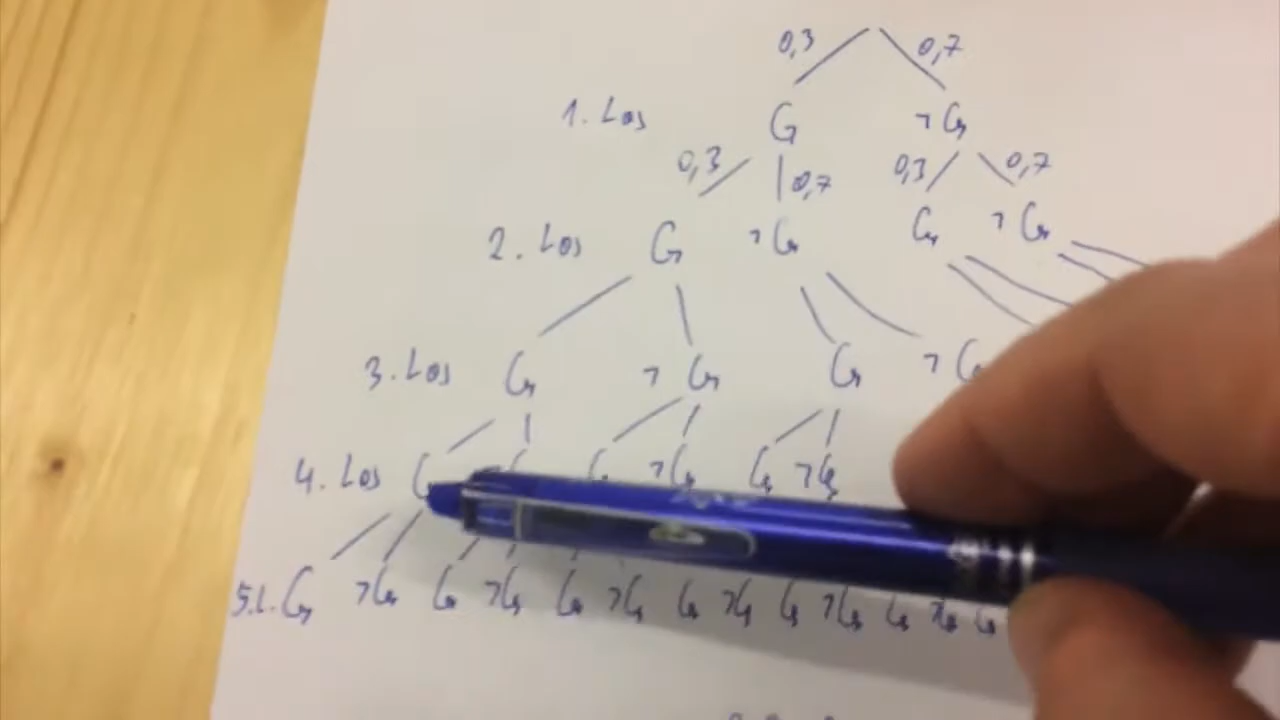 0,3 0,7
1. Los G ¬G
0,3 0,7 0,3 0,7
2. Los G ¬G G ¬G
3. Los G ¬G G ¬G
4. Los G G ¬G G ¬G
5.L. G ¬G G ¬G G ¬G G ¬G G ¬G G ¬G G